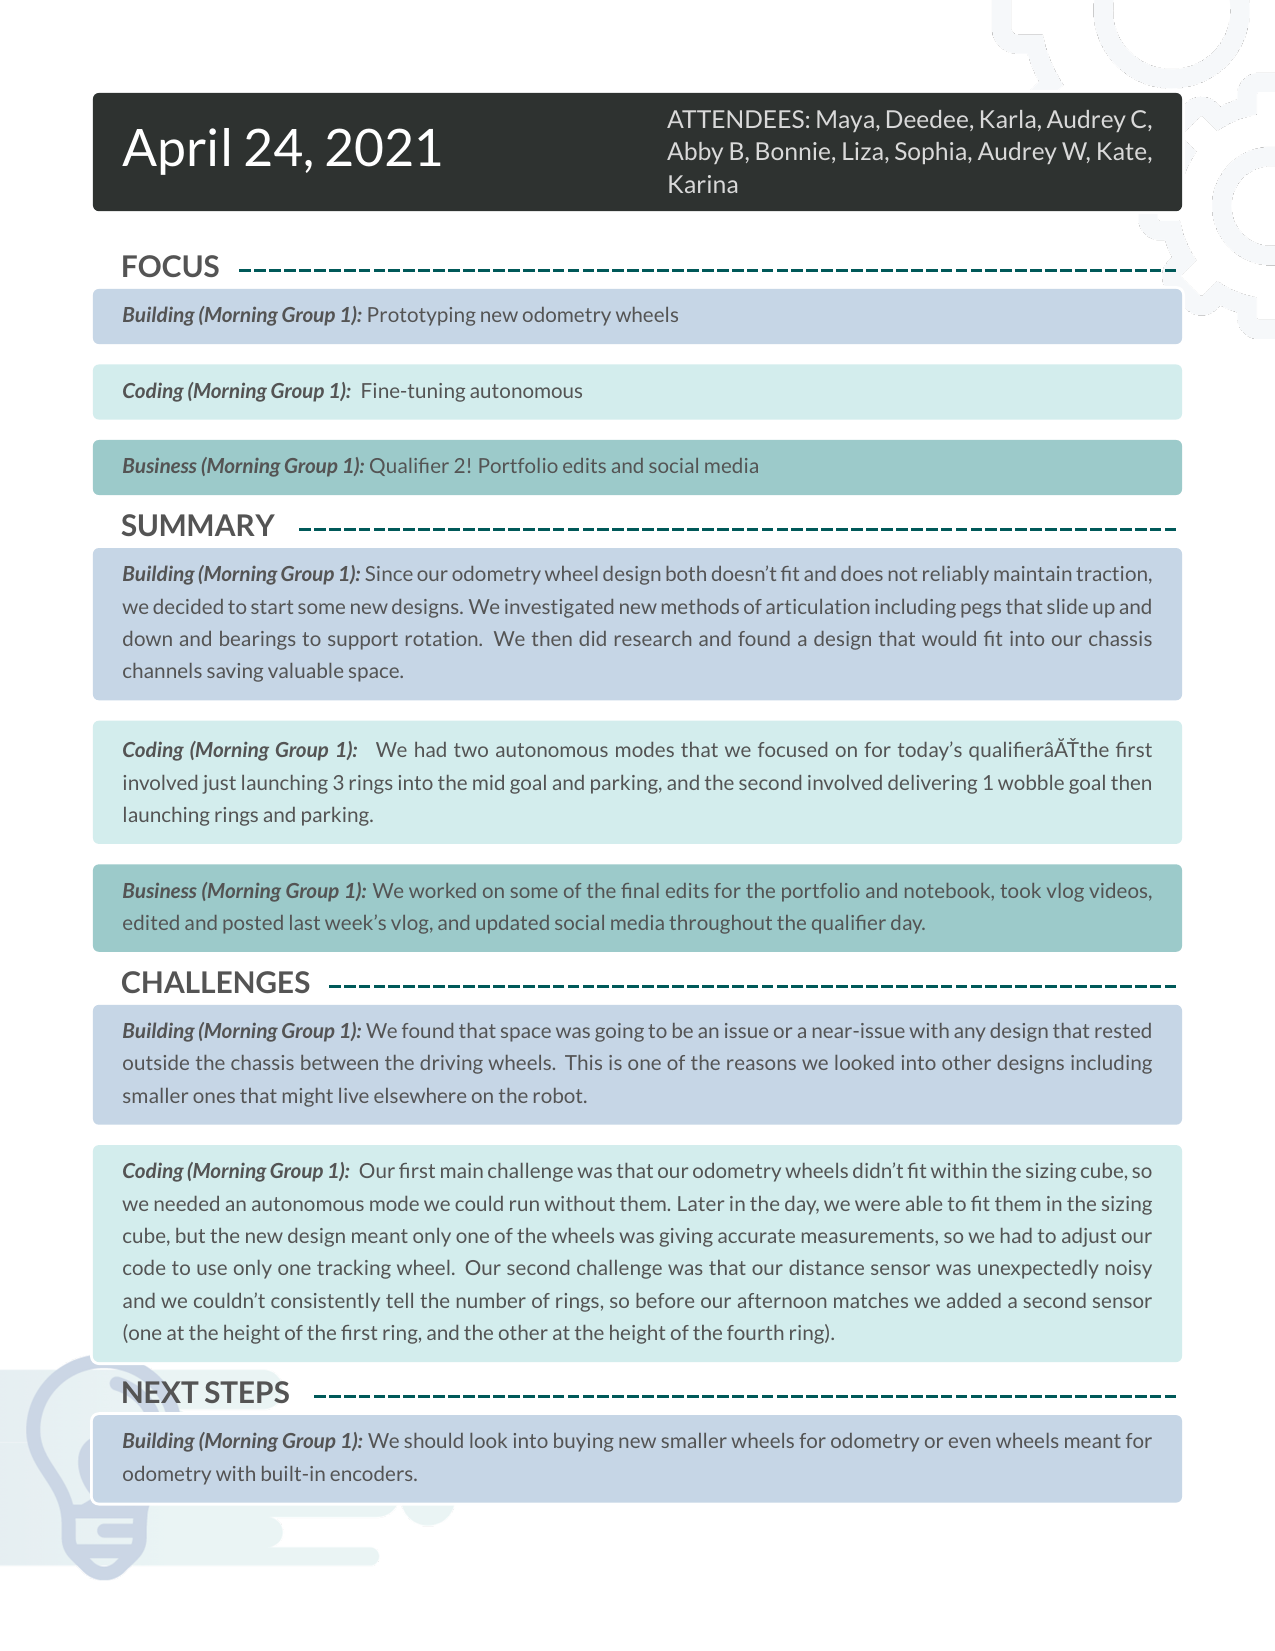 April 24, 2021
ATTENDEES: Maya, Deedee, Karla, Audrey C,
Abby B, Bonnie, Liza, Sophia, Audrey W, Kate,
Karina
FOCUS
Building (Morning Group 1): Prototyping new odometry wheels
Coding (Morning Group 1): Fine-tuning autonomous
Business (Morning Group 1): Qualifier 2! Portfolio edits and social media
SUMMARY
Building (Morning Group 1): Since our odometry wheel design both doesn’t fit and does not reliably maintain traction,
we decided to start some new designs. We investigated new methods of articulation including pegs that slide up and
down and bearings to support rotation. We then did research and found a design that would fit into our chassis
channels saving valuable space.
Coding (Morning Group 1): We had two autonomous modes that we focused on for today’s qualifierâĂŤthe first
involved just launching 3 rings into the mid goal and parking, and the second involved delivering 1 wobble goal then
launching rings and parking.
Business (Morning Group 1): We worked on some of the final edits for the portfolio and notebook, took vlog videos,
edited and posted last week’s vlog, and updated social media throughout the qualifier day.
CHALLENGES
Building (Morning Group 1): We found that space was going to be an issue or a near-issue with any design that rested
outside the chassis between the driving wheels. This is one of the reasons we looked into other designs including
smaller ones that might live elsewhere on the robot.
Coding (Morning Group 1): Our first main challenge was that our odometry wheels didn’t fit within the sizing cube, so
we needed an autonomous mode we could run without them. Later in the day, we were able to fit them in the sizing
cube, but the new design meant only one of the wheels was giving accurate measurements, so we had to adjust our
code to use only one tracking wheel. Our second challenge was that our distance sensor was unexpectedly noisy
and we couldn’t consistently tell the number of rings, so before our afternoon matches we added a second sensor
(one at the height of the first ring, and the other at the height of the fourth ring).
NEXT STEPS
Building (Morning Group 1): We should look into buying new smaller wheels for odometry or even wheels meant for
odometry with built-in encoders.